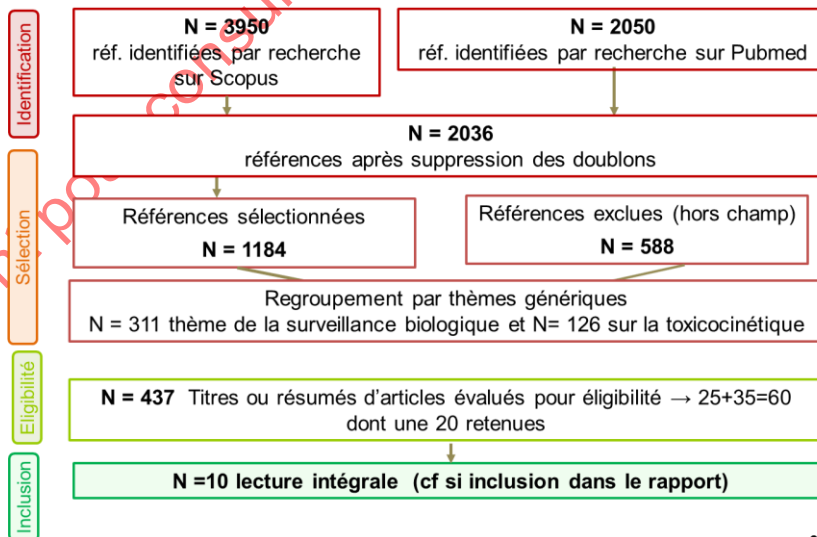 Identification
N = 3950
réf. identifiées par recherche
sur Scopus
N = 2050
réf. identifiées par recherche sur Pubmed
N = 2036
références après suppression des doublons
Sélection
Références sélectionnées
N = 1184
Références exclues (hors champ)
N = 588
Regroupement par thèmes génériques
N = 311 thème de la surveillance biologique et N= 126 sur la toxicocinétique
Eligibilité
N = 437 Titres ou résumés d’articles évalués pour éligibilité → 25+35=60
dont une 20 retenues
Inclusion
N =10 lecture intégrale (cf si inclusion dans le rapport)